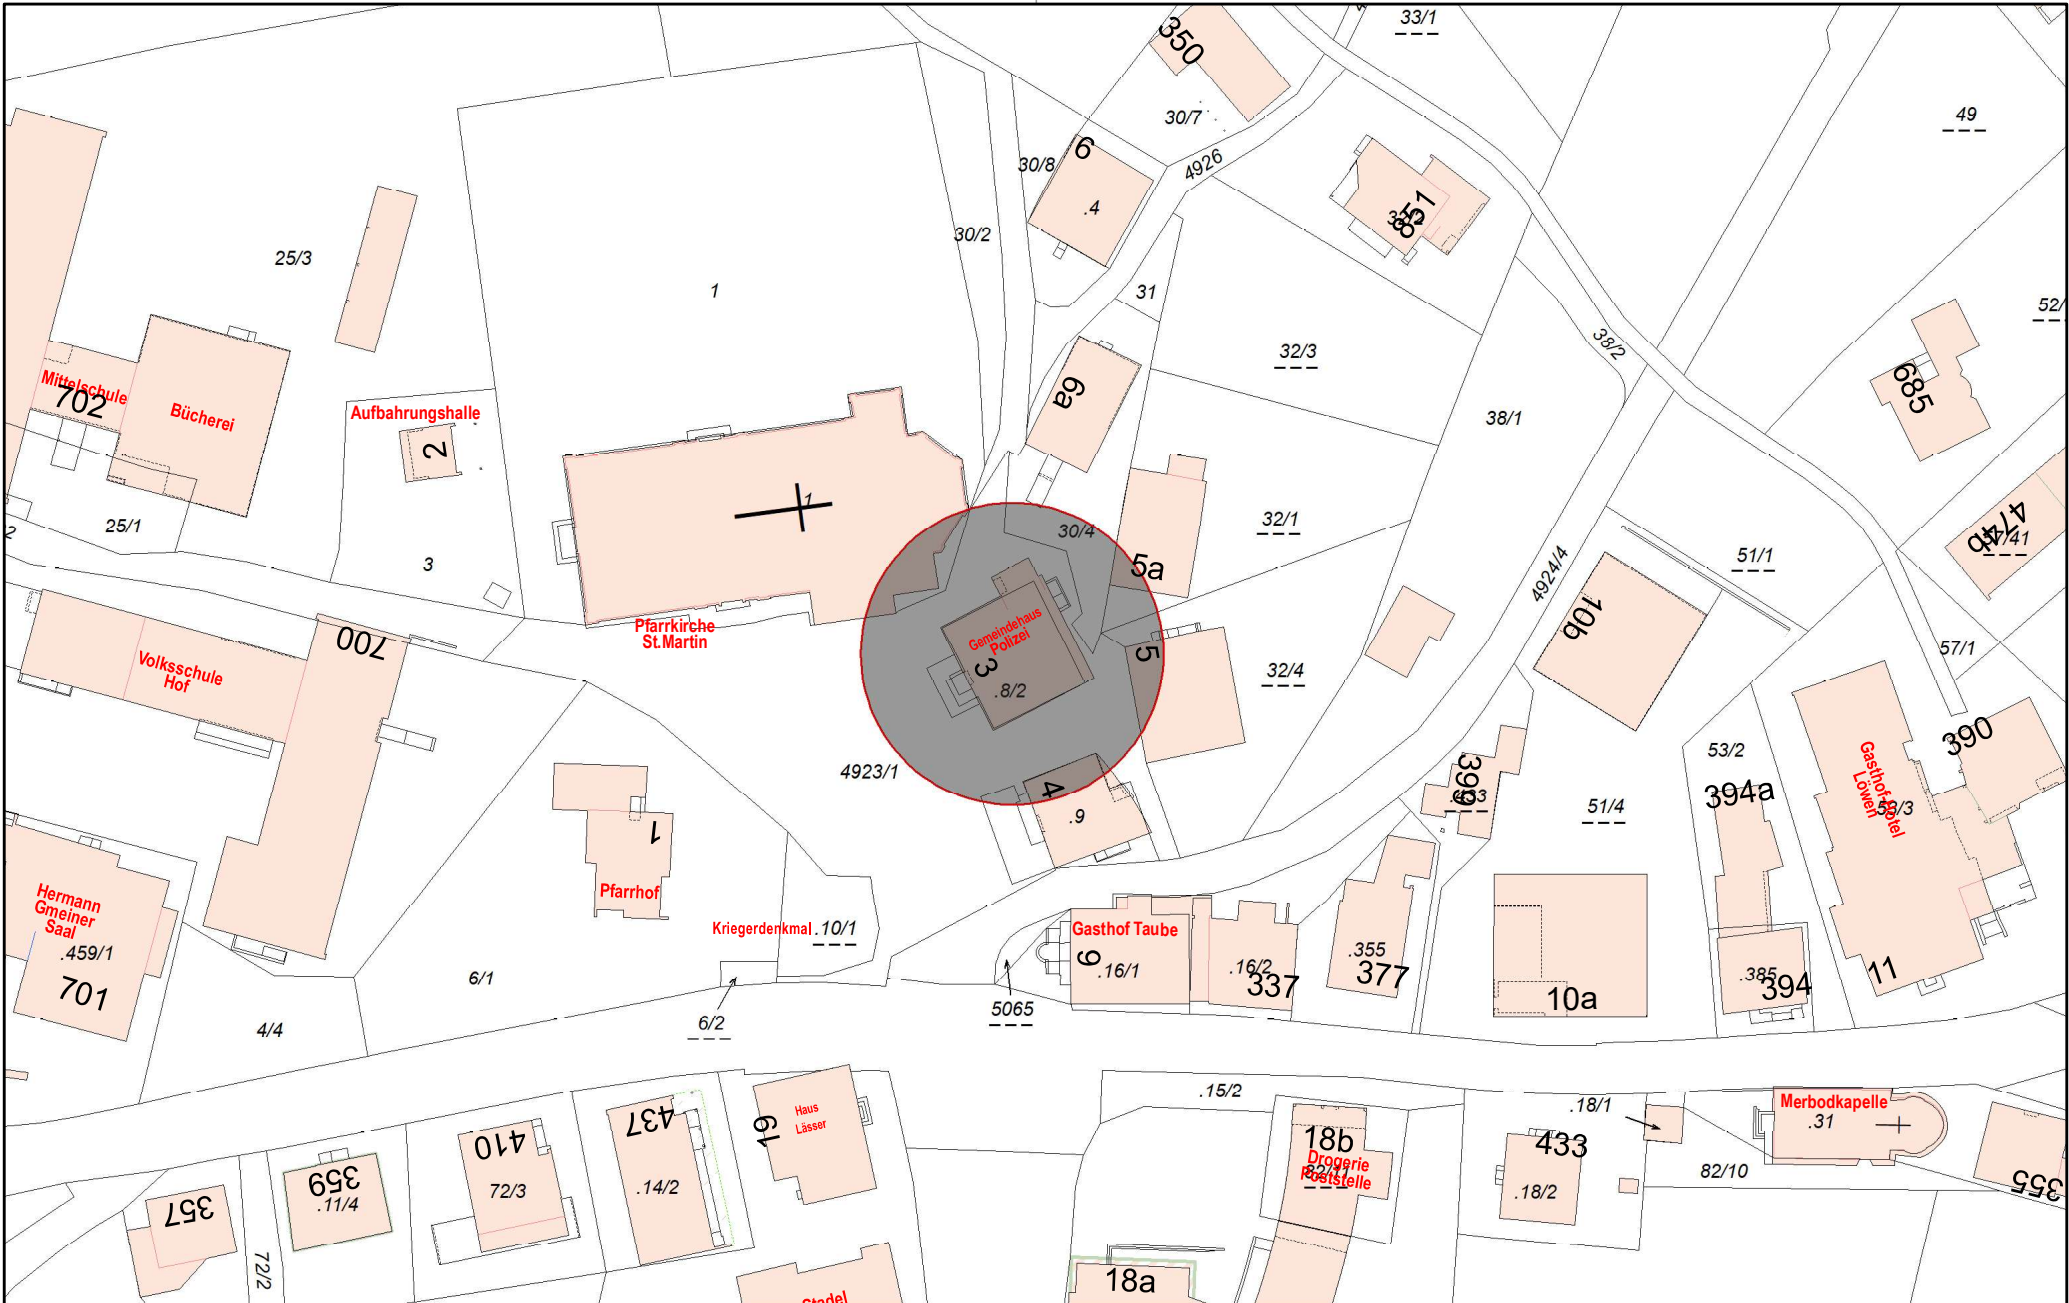 33/1
350
49
30/7
6
30/8
4926
.4
851
30/2
25/3
1
31
52/
32/3
38/2
Mittelschule
702
Bücherei
Aufbahrungshalle
2
6a
685
38/1
1
25/1
3
30/4
32/1
474b
57/41
51/1
5a
4924/4
10b
Gemeindehaus
Polizei
3
.8/2
5
32/4
57/1
Pfarrkirche
St.Martin
700
Volksschule
Hof
4923/1
4
.9
399
.433
51/4
53/2
394a
390
Gasthof-Hotel
Löwen
53/3
1
Pfarrhof
Hermann
Gmeiner
Saal
.459/1
701
Kriegerdenkmal
.10/1
Gasthof Taube
9
.16/1
.16/2
337
.355
377
10a
.385
394
11
6/1
4/4
6/2
5065
.15/2
.18/1
Merbodkapelle
.31
437
19
Haus
Lässer
410
72/3
.14/2
359
.11/4
357
72/2
18b
Drogerie
Poststelle
433
.18/2
82/10
355
18a
Stadel